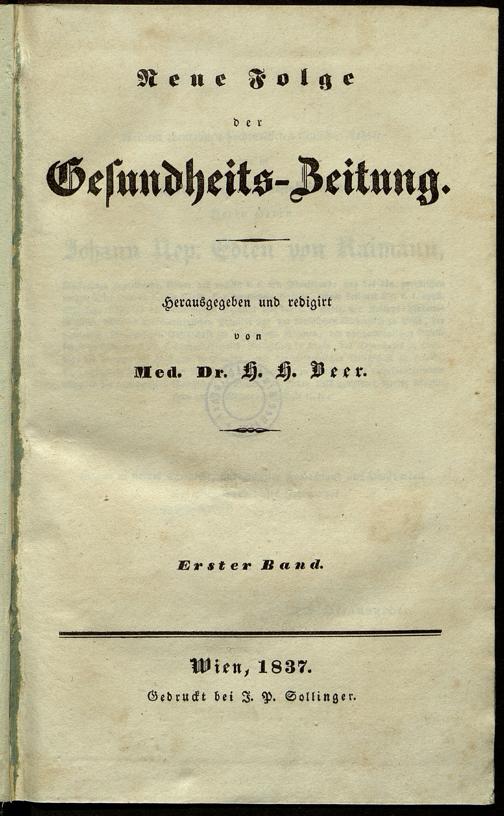 Neue Folge
der
Gesundheits-Zeitung.
Herausgegeben und redigirt
von
Med. Dr. H. H. Beer.
Erster Band.
Wien, 1837.
Gedruckt bei J. P. Sollinger.